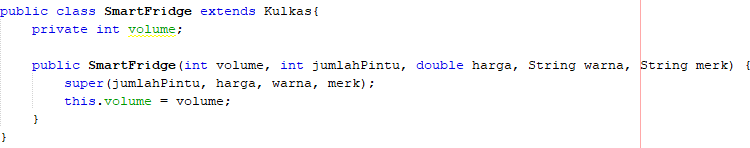 public class SmartFridge extends Kulkas{
    private int volume;

    public SmartFridge(int volume, int jumlahPintu, double harga, String warna, String merk) {
        super(jumlahPintu, harga, warna, merk);
        this.volume = volume;
    }
}